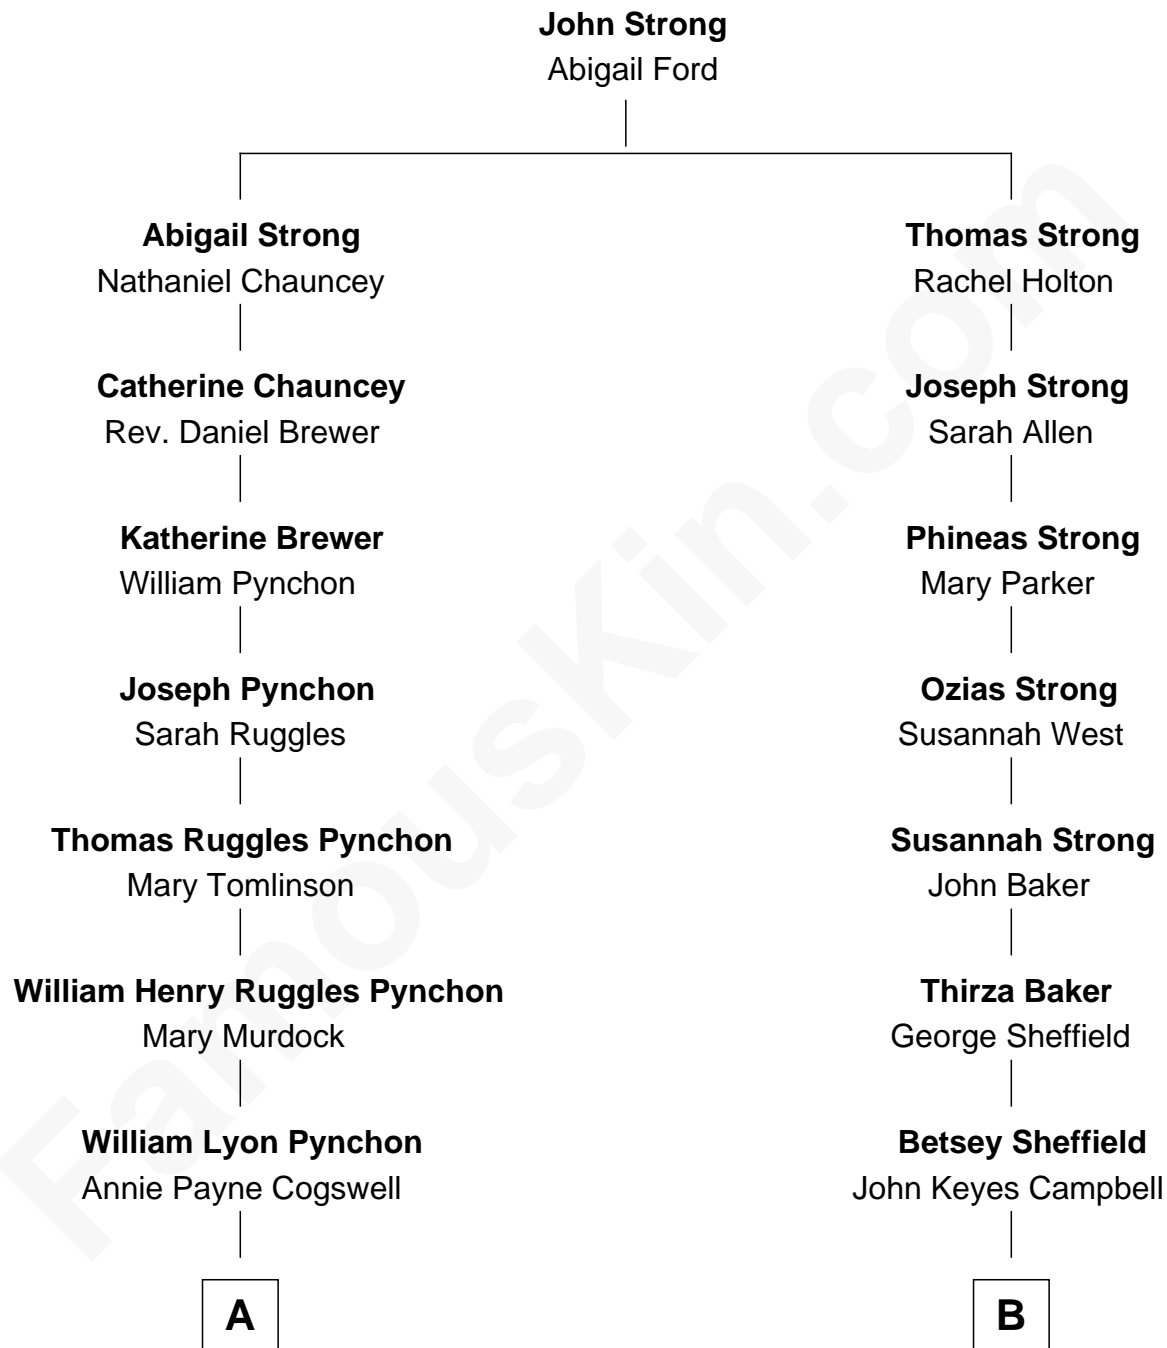 John Strong
Abigail Ford
Abigail Strong
Nathaniel Chauncey
Catherine Chauncey
Rev. Daniel Brewer
Katherine Brewer
William Pynchon
Joseph Pynchon
Sarah Ruggles
Thomas Ruggles Pynchon
Mary Tomlinson
William Henry Ruggles Pynchon
Mary Murdock
William Lyon Pynchon
Annie Payne Cogswell
A
Thomas Strong
Rachel Holton
Joseph Strong
Sarah Allen
Phineas Strong
Mary Parker
Ozias Strong
Susannah West
Susannah Strong
John Baker
Thirza Baker
George Sheffield
Betsey Sheffield
John Keyes Campbell
B
FamousKin.com